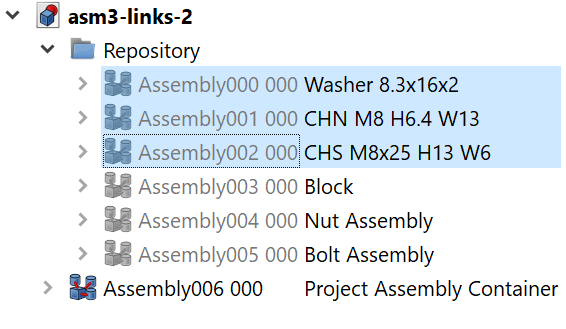 asm3-links-2
Repository
Assembly000 000 Washer 8.3x16x2
Assembly001 000 CHN M8 H6.4 W13
Assembly002 000 CHS M8x25 H13 W6
Assembly003 000 Block
Assembly004 000 Nut Assembly
Assembly005 000 Bolt Assembly
Assembly006 000 Project Assembly Container